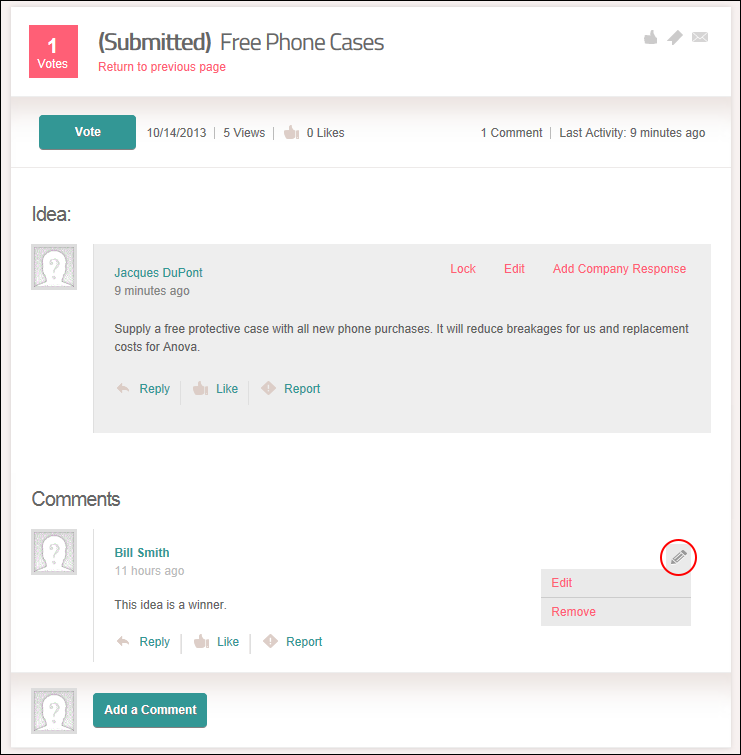 1
Votes
(Submitted) Free Phone Cases
Return to previous page
Vote
10/14/2013 | 5 Views | 0 Likes
1 Comment | Last Activity: 9 minutes ago
Idea:
Jacques DuPont
Lock Edit Add Company Response
9 minutes ago
Supply a free protective case with all new phone purchases. It will reduce breakages for us and replacement
costs for Anova.
Reply Like Report
Comments
Bill Smith
11 hours ago
Edit
This idea is a winner.
Remove
Reply Like Report
Add a Comment